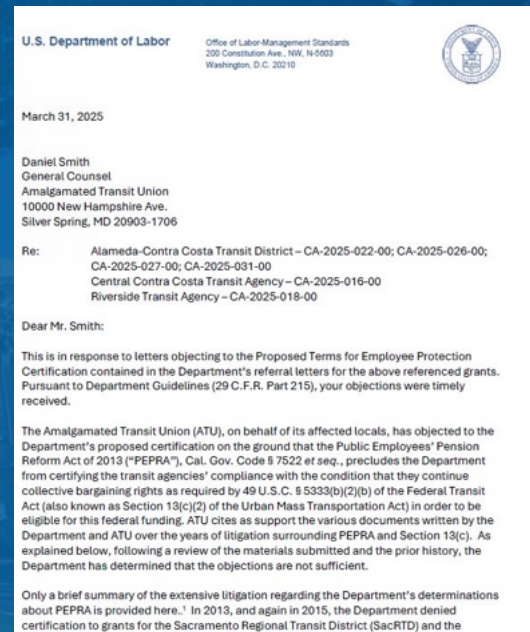 U.S. Department of Labor
Office of Labor-Management Standards
200 Constitution Ave., NW, N-5603
Washington, D.C. 20210
March 31, 2025
Daniel Smith
General Counsel
Amalgamated Transit Union
10000 New Hampshire Ave.
Silver Spring, MD 20903-1706
Re: Alameda-Contra Costa Transit District – CA-2025-022-00; CA-2025-026-00;
CA-2025-027-00; CA-2025-031-00
Central Contra Costa Transit Agency – CA-2025-016-00
Riverside Transit Agency – CA-2025-018-00
Dear Mr. Smith:
This is in response to letters objecting to the Proposed Terms for Employee Protection
Certification contained in the Department's referral letters for the above referenced grants.
Pursuant to Department Guidelines (29 C.F.R. Part 215), your objections were timely
received.
The Amalgamated Transit Union (ATU), on behalf of its affected locals, has objected to the
Department's proposed certification on the ground that the Public Employees' Pension
Reform Act of 2013 ("PEPRA"), Cal. Gov. Code § 7522 et seq., precludes the Department
from certifying the transit agencies' compliance with the condition that they continue
collective bargaining rights as required by 49 U.S.C. § 5333(b)(2)(b) of the Federal Transit
Act (also known as Section 13(c)(2) of the Urban Mass Transportation Act) in order to be
eligible for this federal funding. ATU cites as support the various documents written by the
Department and ATU over the years of litigation surrounding PEPRA and Section 13(c). As
explained below, following a review of the materials submitted and the prior history, the
Department has determined that the objections are not sufficient.
Only a brief summary of the extensive litigation regarding the Department's determinations
about PEPRA is provided here..¹ In 2013, and again in 2015, the Department denied
certification to grants for the Sacramento Regional Transit District (SacRTD) and the